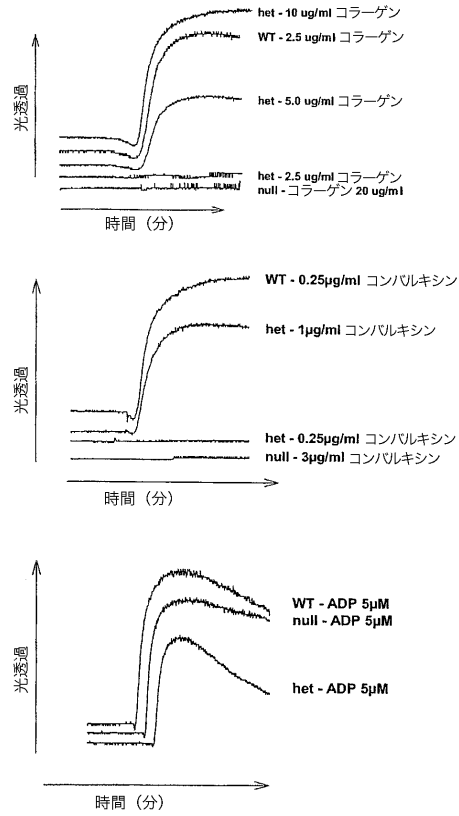 het - 10 ug/ml コラーゲン
WT - 2.5 ug/ml コラーゲン
het - 5.0 ug/ml コラーゲン
het - 2.5 ug/ml コラーゲン
null - コラーゲン 20 ug/ml
光透過
時間（分）
WT - 0.25µg/ml コンバルキシン
het - 1µg/ml コンバルキシン
het - 0.25µg/ml コンバルキシン
null - 3µg/ml コンバルキシン
光透過
時間（分）
WT - ADP 5µM
null - ADP 5µM
het - ADP 5µM
光透過
時間（分）